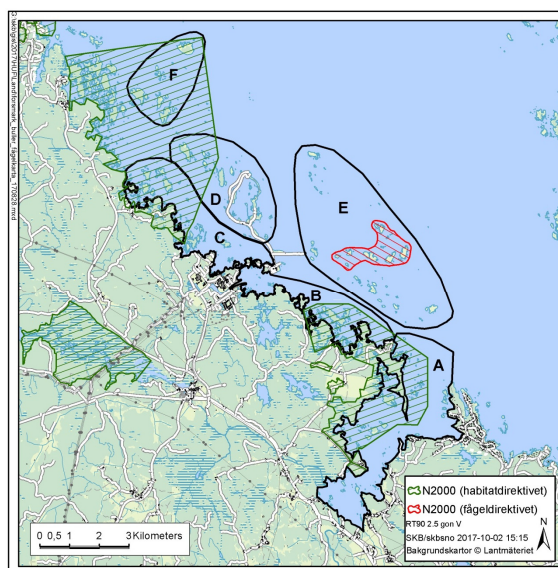 F
D
E
C
B
A
N2000 (habitatdirektivet)
N2000 (fågeldirektivet)
RT90 2.5 gon V
SKB/skbsno 2017-10-02 15:15
Bakgrundskartor © Lantmäteriet
N
0 0,5 1 2 3 Kilometers